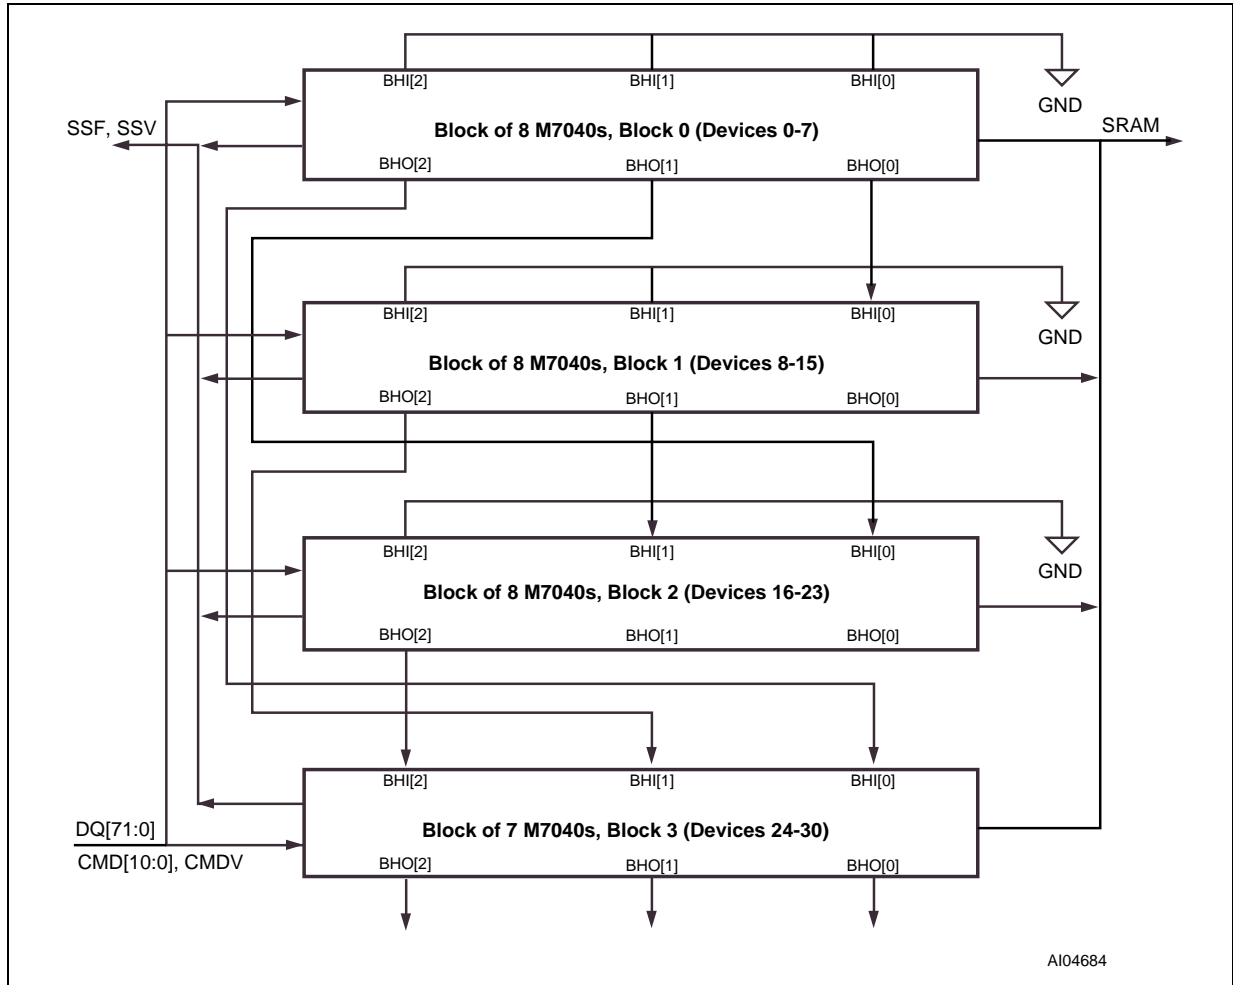 BHI[2] BHI[1] BHI[0]
GND
SSF, SSV
Block of 8 M7040s, Block 0 (Devices 0-7)
SRAM
BHO[2] BHO[1] BHO[0]
BHI[2] BHI[1] BHI[0]
GND
Block of 8 M7040s, Block 1 (Devices 8-15)
BHO[2] BHO[1] BHO[0]
BHI[2] BHI[1] BHI[0]
GND
Block of 8 M7040s, Block 2 (Devices 16-23)
BHO[2] BHO[1] BHO[0]
BHI[2] BHI[1] BHI[0]
DQ[71:0]
Block of 7 M7040s, Block 3 (Devices 24-30)
CMD[10:0], CMDV
BHO[2] BHO[1] BHO[0]
AI04684